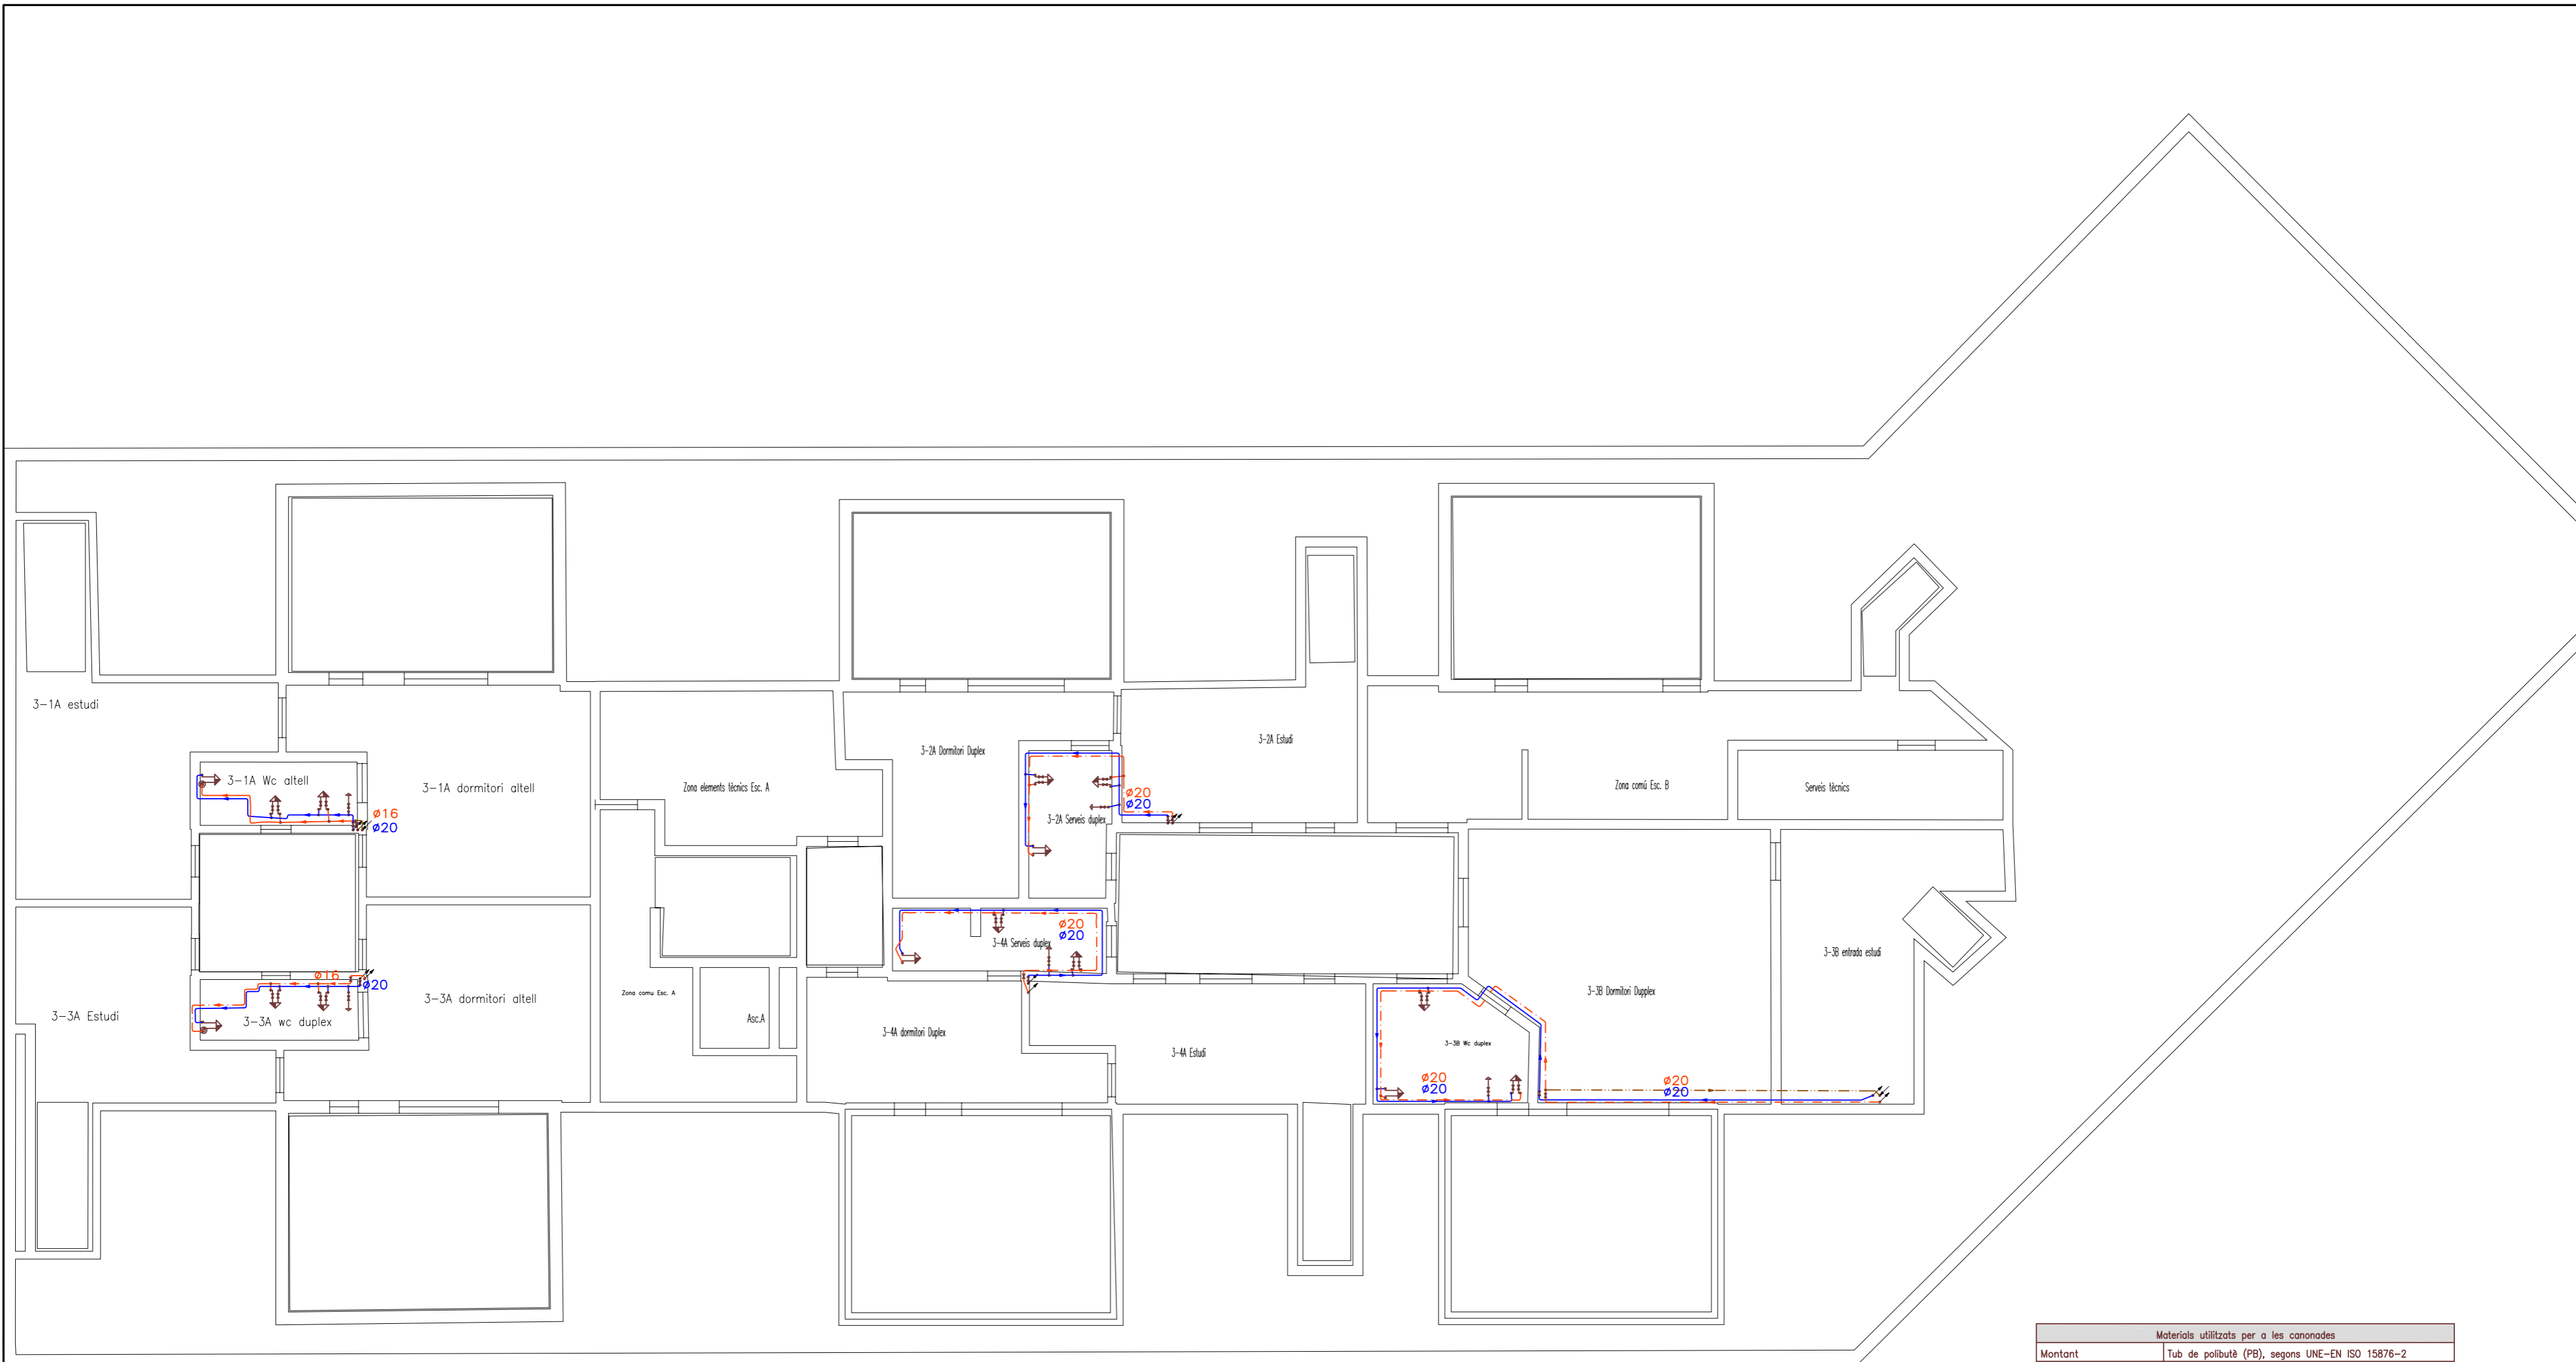 3-1A estudi
3-1A Wc altell
3-1A dormitori altell
ø16
ø20
Zona elements tècnics Esc. A
3-2A Dormitori Duplex
3-2A Estudi
ø20
ø20
3-2A Serveis duplex
Zona comú Esc. B
Serveis tècnics
ø20
ø20
3-4A Serveis duplex
3-3B entrada estudi
ø16
ø20
3-3A Estudi
3-3A wc duplex
3-3A dormitori altell
Zona comu Esc. A
Asc.A
3-4A dormitori Duplex
3-4A Estudi
3-3B Dormitori Dupplex
3-3B Wc duplex
ø20
ø20
ø20
ø20
Materials utilitzats per a les canonades
Montant
Tub de polibutè (PB), segons UNE-EN ISO 15876-2